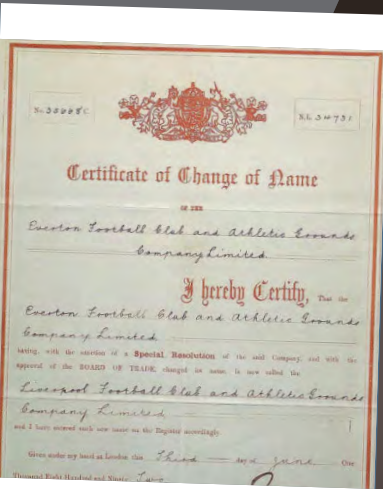 No. 35668 C
N.L. 34751
Certificate of Change of Name
OF THE
Everton Football Club and Athletic Grounds
Company Limited
I hereby Certify, That the
Everton Football Club and Athletic Grounds
Company Limited
having, with the sanction of a Special Resolution of the said Company, and with the
approval of the BOARD OF TRADE, changed its name, is now called the
Liverpool Football Club and Athletic Grounds
Company Limited
and I have entered such new name on the Register accordingly.
Given under my hand at London this Third day of June One
Thousand Eight Hundred and Ninety Two